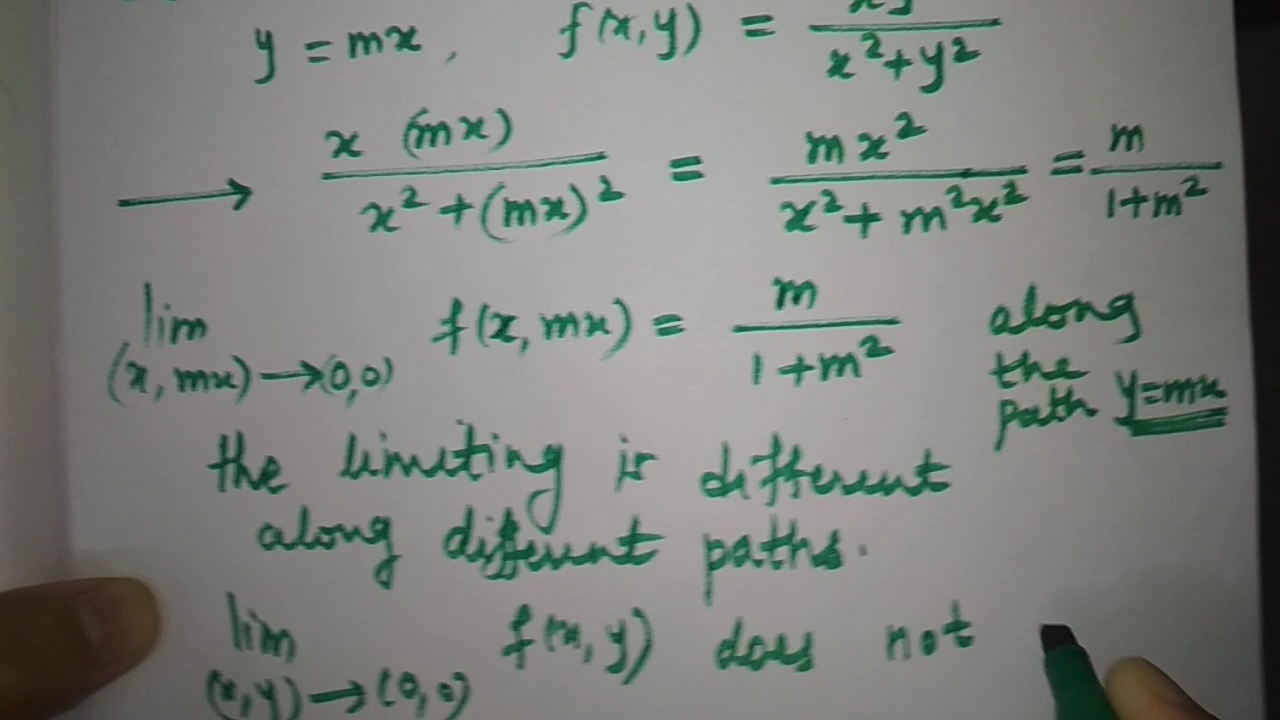 y = mx, f(x,y) = xy / x²+y²
→ x (mx) / x²+(mx)² = mx² / x²+m²x² = m / 1+m²
lim (x, mx)→(0,0) f(x, mx) = m / 1+m² along the path y=mx
the limiting is different
along different paths.
lim (x,y)→(0,0) f(x,y) does not